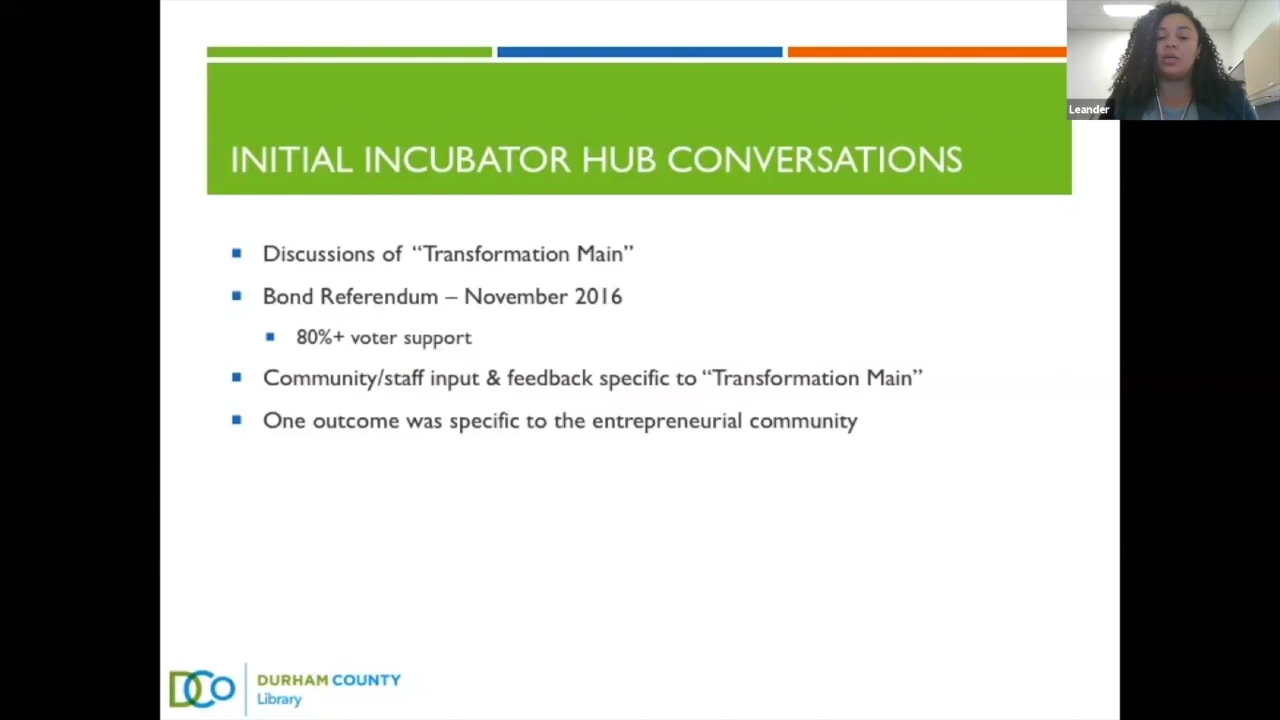 Leander
INITIAL INCUBATOR HUB CONVERSATIONS
Discussions of “Transformation Main”
Bond Referendum – November 2016
80%+ voter support
Community/staff input & feedback specific to “Transformation Main”
One outcome was specific to the entrepreneurial community
DCo
DURHAM COUNTY
Library